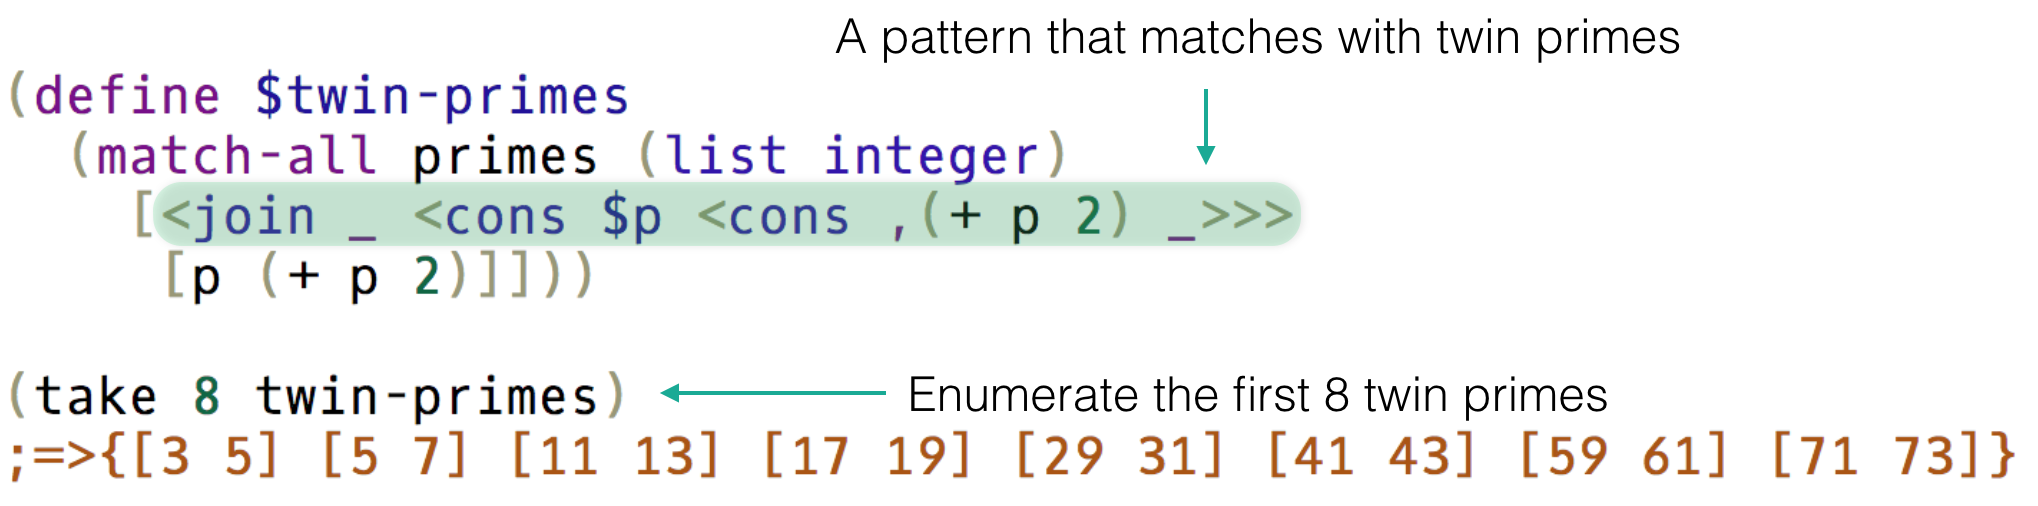 A pattern that matches with twin primes
(define $twin-primes
(match-all primes (list integer)
[<join _ <cons $p <cons ,(+ p 2) _>>>
[p (+ p 2)]]))
(take 8 twin-primes)
Enumerate the first 8 twin primes
;=>{[3 5] [5 7] [11 13] [17 19] [29 31] [41 43] [59 61] [71 73]}